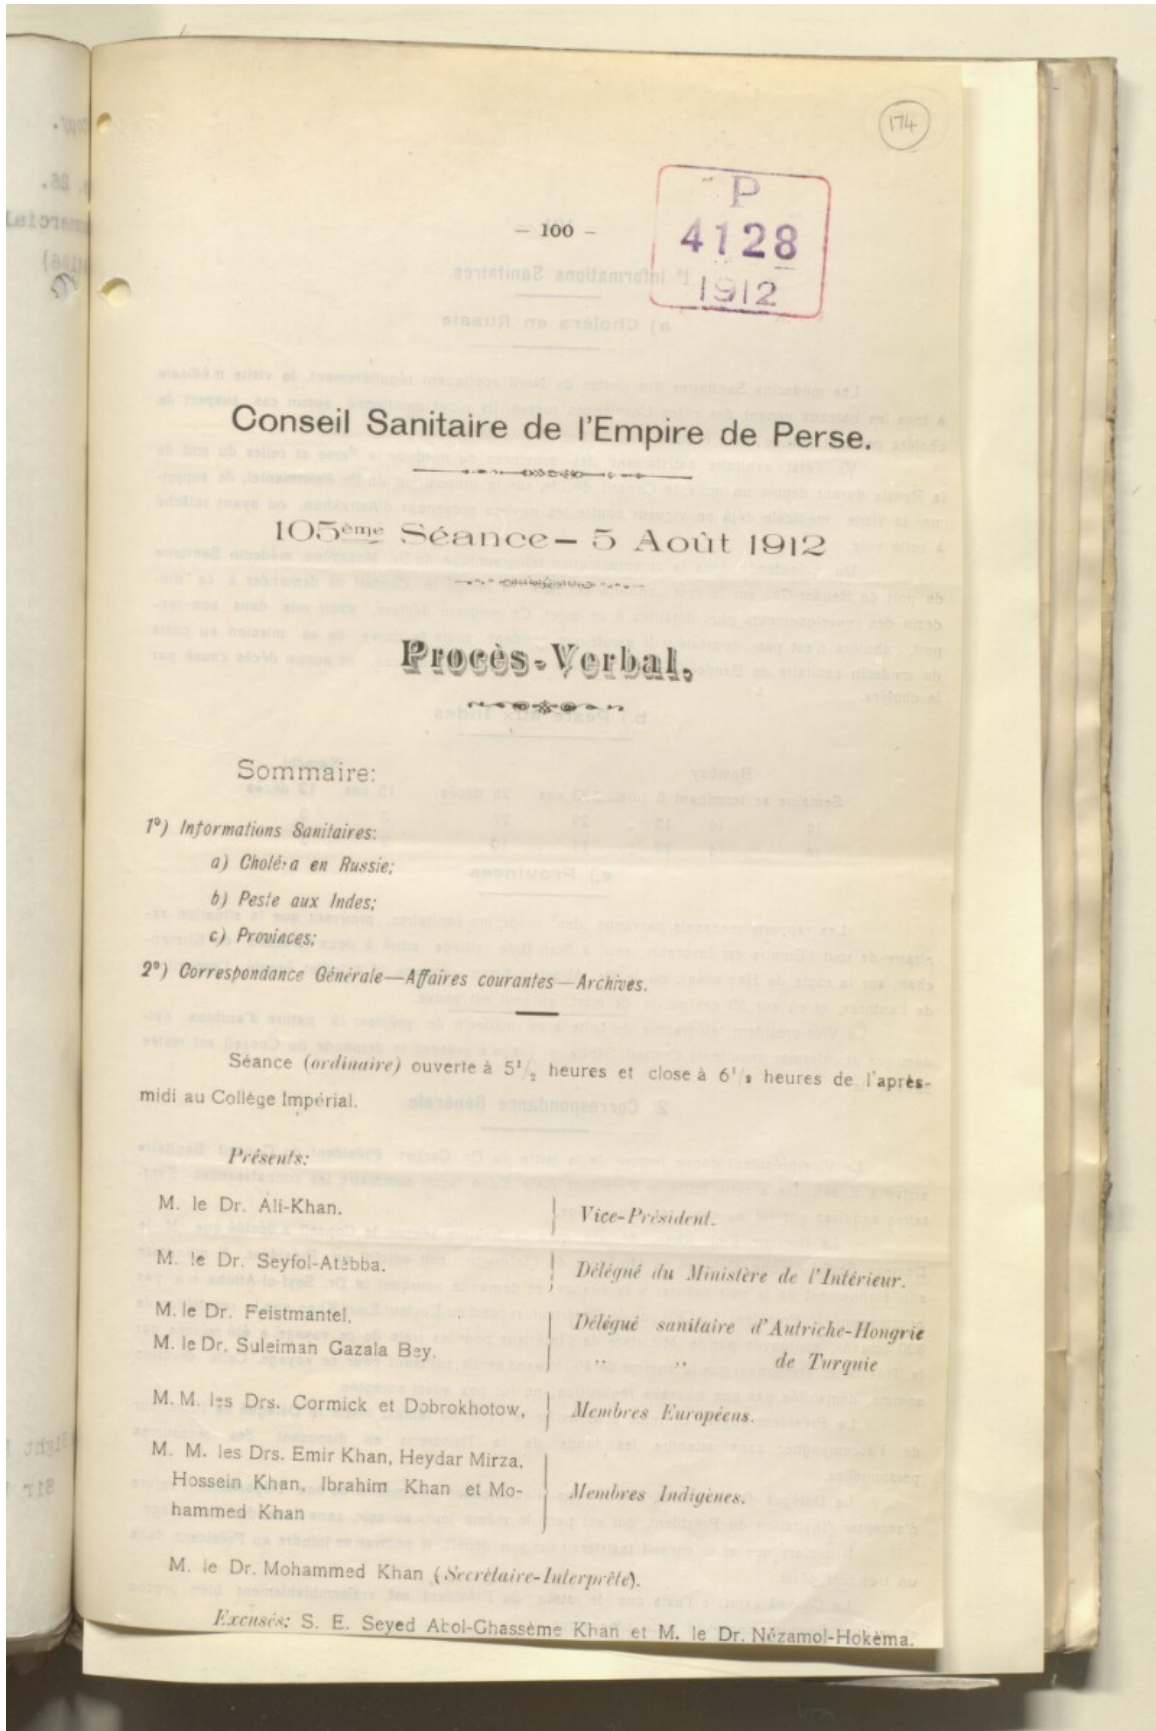 174
P
4128
1912
– 100 –
Conseil Sanitaire de l'Empire de Perse.
105ème Séance – 5 Août 1912
Procès-Verbal.
Sommaire:
1°) Informations Sanitaires:
a) Choléra en Russie;
b) Peste aux Indes;
c) Provinces;
2°) Correspondance Générale—Affaires courantes—Archives.
Séance (ordinaire) ouverte à 5 1/2 heures et close à 6 1/2 heures de l'après-
midi au Collège Impérial.
Présents:
M. le Dr. Ali-Khan. Vice-Président.
M. le Dr. Seyfol-Atèbba. Délégué du Ministère de l'Intérieur.
M. le Dr. Feistmantel. Délégué sanitaire d'Autriche-Hongrie
M. le Dr. Suleiman Gazala Bey. ,, ,, de Turquie
M. M. les Drs. Cormick et Dobrokhotow. Membres Européens.
M. M. les Drs. Emir Khan, Heydar Mirza,
Hossein Khan, Ibrahim Khan et Mo- Membres Indigènes.
hammed Khan
M. le Dr. Mohammed Khan (Secrétaire-Interprète).
Excusés: S. E. Seyed Abol-Ghassème Khan et M. le Dr. Nézamol-Hokèma.